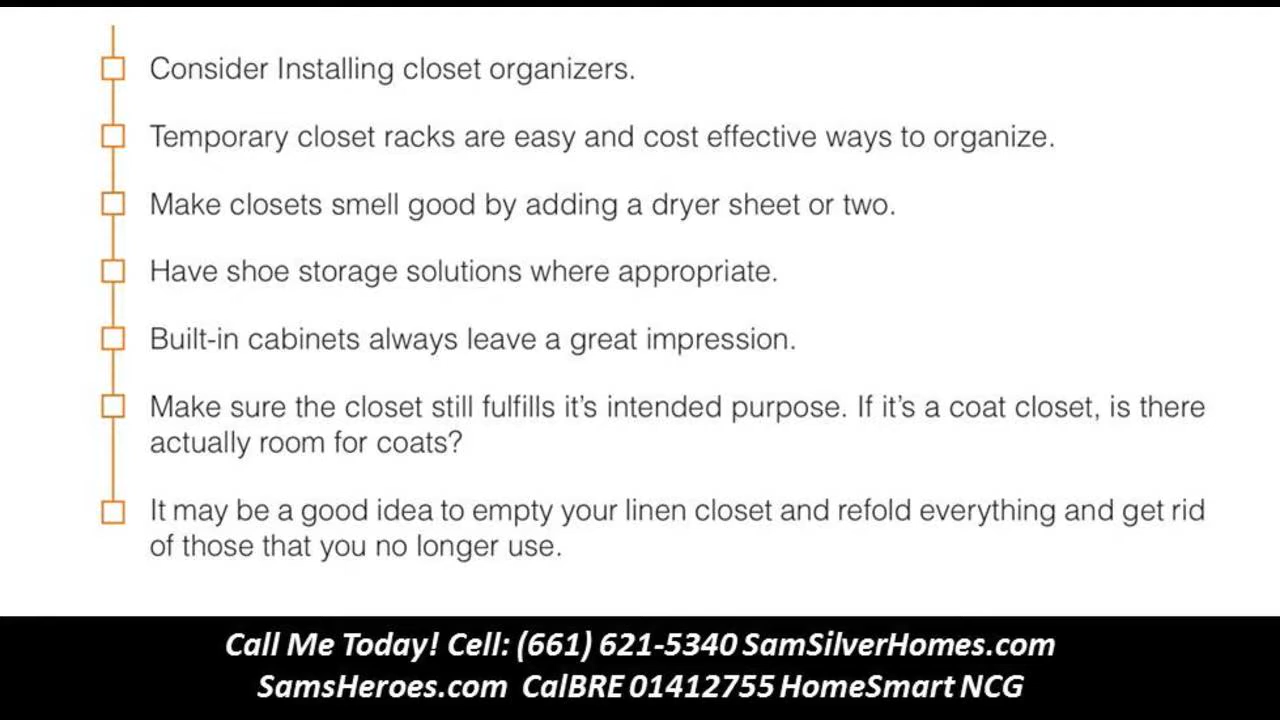 Consider Installing closet organizers.
Temporary closet racks are easy and cost effective ways to organize.
Make closets smell good by adding a dryer sheet or two.
Have shoe storage solutions where appropriate.
Built-in cabinets always leave a great impression.
Make sure the closet still fulfills it's intended purpose. If it's a coat closet, is there
actually room for coats?
It may be a good idea to empty your linen closet and refold everything and get rid
of those that you no longer use.
Call Me Today! Cell: (661) 621-5340 SamSilverHomes.com
SamsHeroes.com CalBRE 01412755 HomeSmart NCG